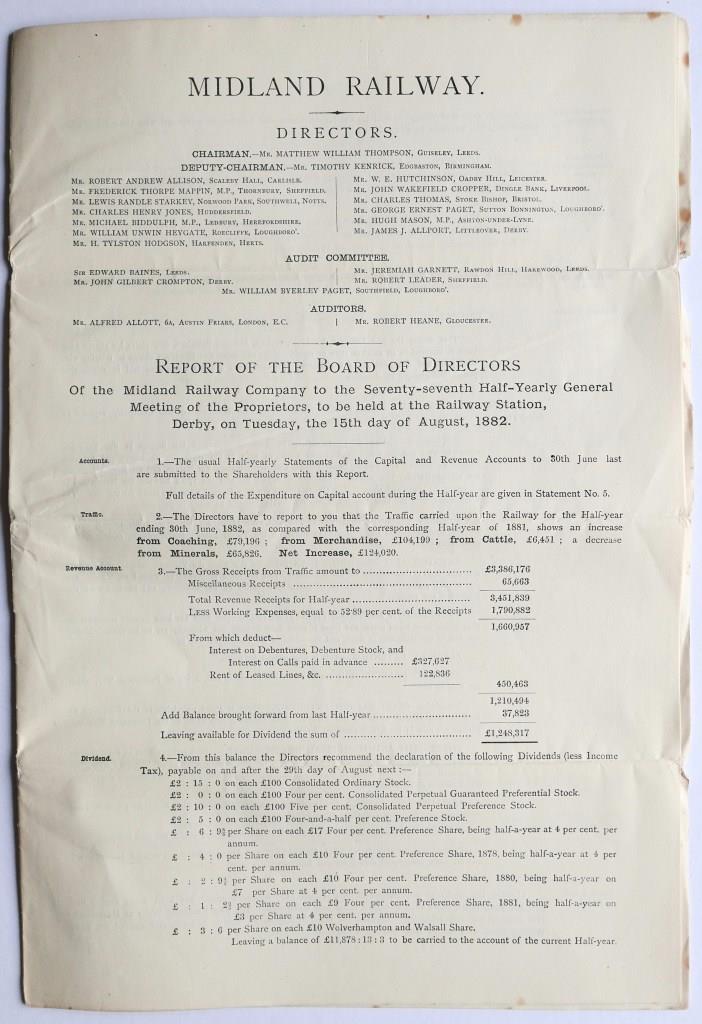 MIDLAND RAILWAY.
DIRECTORS.
CHAIRMAN.—Mr. MATTHEW WILLIAM THOMPSON, Guiseley, Leeds.
DEPUTY-CHAIRMAN.—Mr. TIMOTHY KENRICK, Edgbaston, Birmingham.
Mr. ROBERT ANDREW ALLISON, Scaleby Hall, Carlisle.
Mr. FREDERICK THORPE MAPPIN, M.P., Thornbury, Sheffield.
Mr. LEWIS RANDLE STARKEY, Norwood Park, Southwell, Notts.
Mr. CHARLES HENRY JONES, Huddersfield.
Mr. MICHAEL BIDDULPH, M.P., Ledbury, Herefordshire.
Mr. WILLIAM UNWIN HEYGATE, Roecliffe, Loughboro'.
Mr. H. TYLSTON HODGSON, Harpenden, Herts.
Mr. W. E. HUTCHINSON, Oadby Hill, Leicester.
Mr. JOHN WAKEFIELD CROPPER, Dingle Bank, Liverpool.
Mr. CHARLES THOMAS, Stoke Bishop, Bristol.
Mr. GEORGE ERNEST PAGET, Sutton Bonnington, Loughboro'.
Mr. HUGH MASON, M.P., Ashton-under-Lyne.
Mr. JAMES J. ALLPORT, Littleover, Derby.
AUDIT COMMITTEE.
Sir EDWARD BAINES, Leeds.
Mr. JOHN GILBERT CROMPTON, Derby.
Mr. JEREMIAH GARNETT, Rawdon Hill, Harewood, Leeds.
Mr. ROBERT LEADER, Sheffield.
Mr. WILLIAM BYERLEY PAGET, Southfield, Loughboro'.
AUDITORS.
Mr. ALFRED ALLOTT, 6a, Austin Friars, London, E.C.
Mr. ROBERT HEANE, Gloucester.
Report of the Board of Directors
Of the Midland Railway Company to the Seventy-seventh Half-Yearly General
Meeting of the Proprietors, to be held at the Railway Station,
Derby, on Tuesday, the 15th day of August, 1882.
Accounts. 1.—The usual Half-yearly Statements of the Capital and Revenue Accounts to 30th June last
are submitted to the Shareholders with this Report.
Full details of the Expenditure on Capital account during the Half-year are given in Statement No. 5.
Traffic. 2.—The Directors have to report to you that the Traffic carried upon the Railway for the Half-year
ending 30th June, 1882, as compared with the corresponding Half-year of 1881, shows an increase
from Coaching, £79,196 ; from Merchandise, £104,199 ; from Cattle, £6,451 ; a decrease
from Minerals, £65,826. Net Increase, £124,020.
Revenue Account. 3.—The Gross Receipts from Traffic amount to .............................. £3,386,176
Miscellaneous Receipts .............................. 65,663
Total Revenue Receipts for Half-year .............................. 3,451,839
LESS Working Expenses, equal to 52·89 per cent. of the Receipts 1,790,882
1,660,957
From which deduct—
Interest on Debentures, Debenture Stock, and
Interest on Calls paid in advance ......... £327,627
Rent of Leased Lines, &c. ...................... 122,836
450,463
1,210,494
Add Balance brought forward from last Half-year .............................. 37,823
Leaving available for Dividend the sum of .............................. £1,248,317
Dividend. 4.—From this balance the Directors recommend the declaration of the following Dividends (less Income
Tax), payable on and after the 29th day of August next :—
£2 : 15 : 0 on each £100 Consolidated Ordinary Stock.
£2 : 0 : 0 on each £100 Four per cent. Consolidated Perpetual Guaranteed Preferential Stock.
£2 : 10 : 0 on each £100 Five per cent. Consolidated Perpetual Preference Stock.
£2 : 5 : 0 on each £100 Four-and-a-half per cent. Preference Stock.
£ : 6 : per Share on each £17 Four per cent. Preference Share, being half-a-year at 4 per cent. per
annum.
£ : 4 : 0 per Share on each £10 Four per cent. Preference Share, 1878, being half-a-year at 4 per
cent. per annum.
£ : 2 : per Share on each £10 Four per cent. Preference Share, 1880, being half-a-year on
£7 per Share at 4 per cent. per annum.
£ : 1 : per Share on each £9 Four per cent. Preference Share, 1881, being half-a-year on
£3 per Share at 4 per cent. per annum.
£ : 3 : 6 per Share on each £10 Wolverhampton and Walsall Share.
Leaving a balance of £11,878 : 13 : 3 to be carried to the account of the current Half-year.